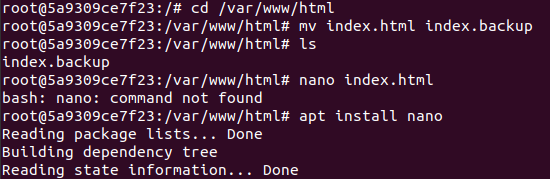 root@5a9309ce7f23:/# cd /var/www/html
root@5a9309ce7f23:/var/www/html# mv index.html index.backup
root@5a9309ce7f23:/var/www/html# ls
index.backup
root@5a9309ce7f23:/var/www/html# nano index.html
bash: nano: command not found
root@5a9309ce7f23:/var/www/html# apt install nano
Reading package lists... Done
Building dependency tree
Reading state information... Done